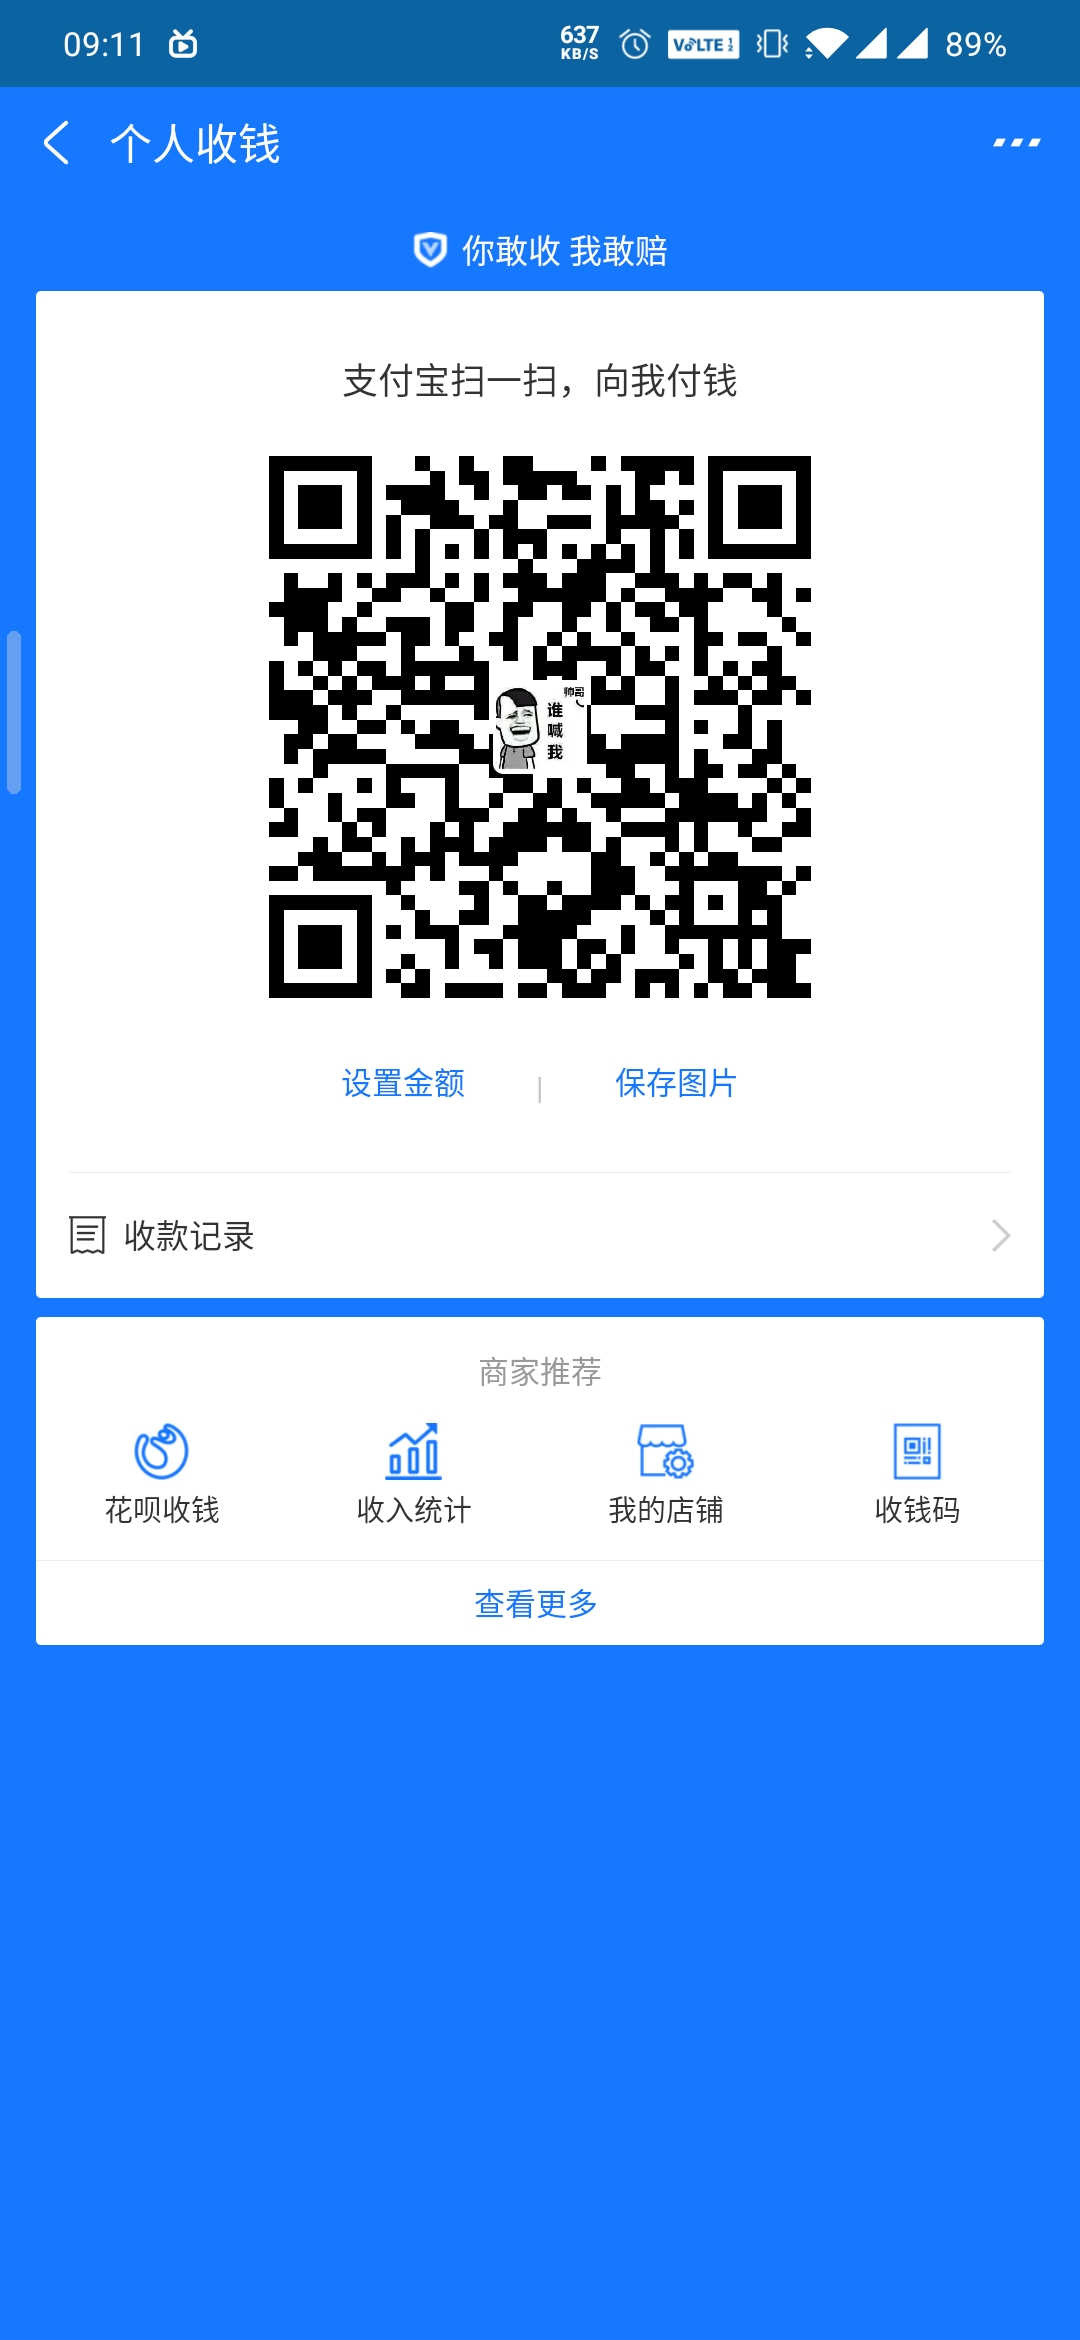 09:11
637
KB/S
VoLTE 1 2
89%
个人收钱
你敢收 我敢赔
支付宝扫一扫，向我付钱
帅哥
谁
喊
我
设置金额 | 保存图片
收款记录
商家推荐
花呗收钱 收入统计 我的店铺 收钱码
查看更多